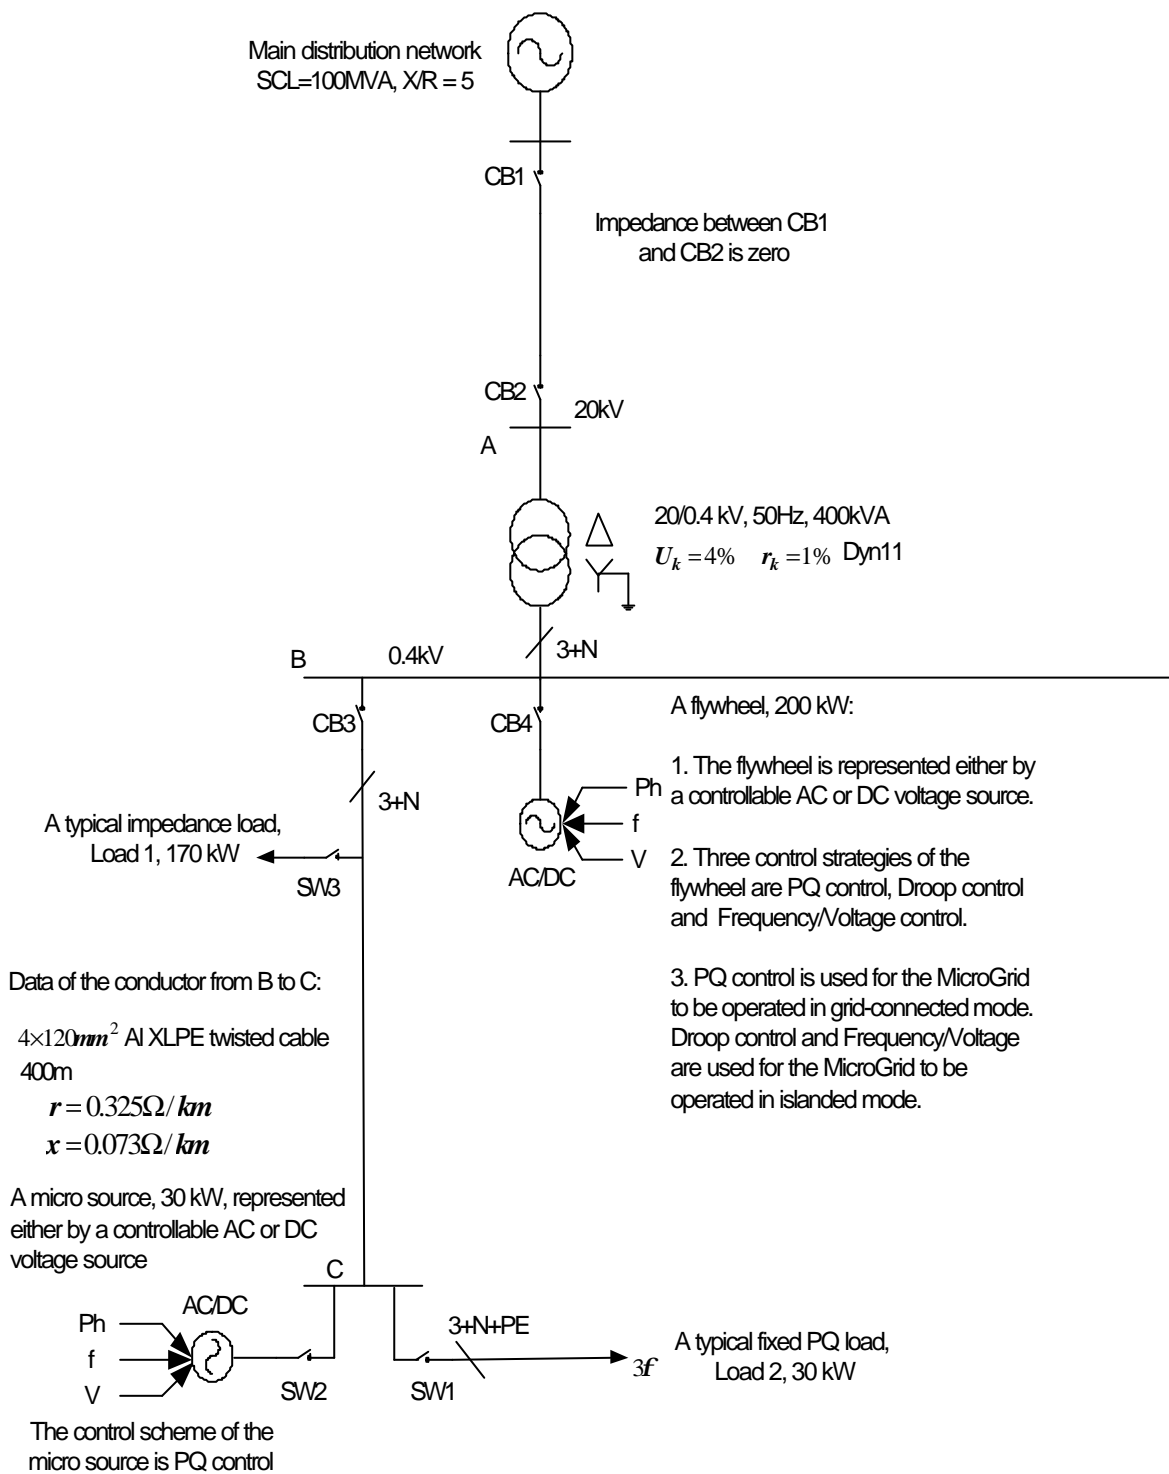 Main distribution network
SCL=100MVA, X/R = 5
CB1
Impedance between CB1
and CB2 is zero
CB2
20kV
A
20/0.4 kV, 50Hz, 400kVA
U_k = 4% r_k = 1% Dyn11
3+N
B
0.4kV
CB3
CB4
A flywheel, 200 kW:
1. The flywheel is represented either by
a controllable AC or DC voltage source.
2. Three control strategies of the
flywheel are PQ control, Droop control
and Frequency/Voltage control.
3. PQ control is used for the MicroGrid
to be operated in grid-connected mode.
Droop control and Frequency/Voltage
are used for the MicroGrid to be
operated in islanded mode.
Ph
f
V
AC/DC
3+N
A typical impedance load,
Load 1, 170 kW
SW3
Data of the conductor from B to C:
4×120mm² Al XLPE twisted cable
400m
r = 0.325Ω/km
x = 0.073Ω/km
A micro source, 30 kW, represented
either by a controllable AC or DC
voltage source
C
AC/DC
Ph
f
V
SW2
SW1
3+N+PE
3f
A typical fixed PQ load,
Load 2, 30 kW
The control scheme of the
micro source is PQ control